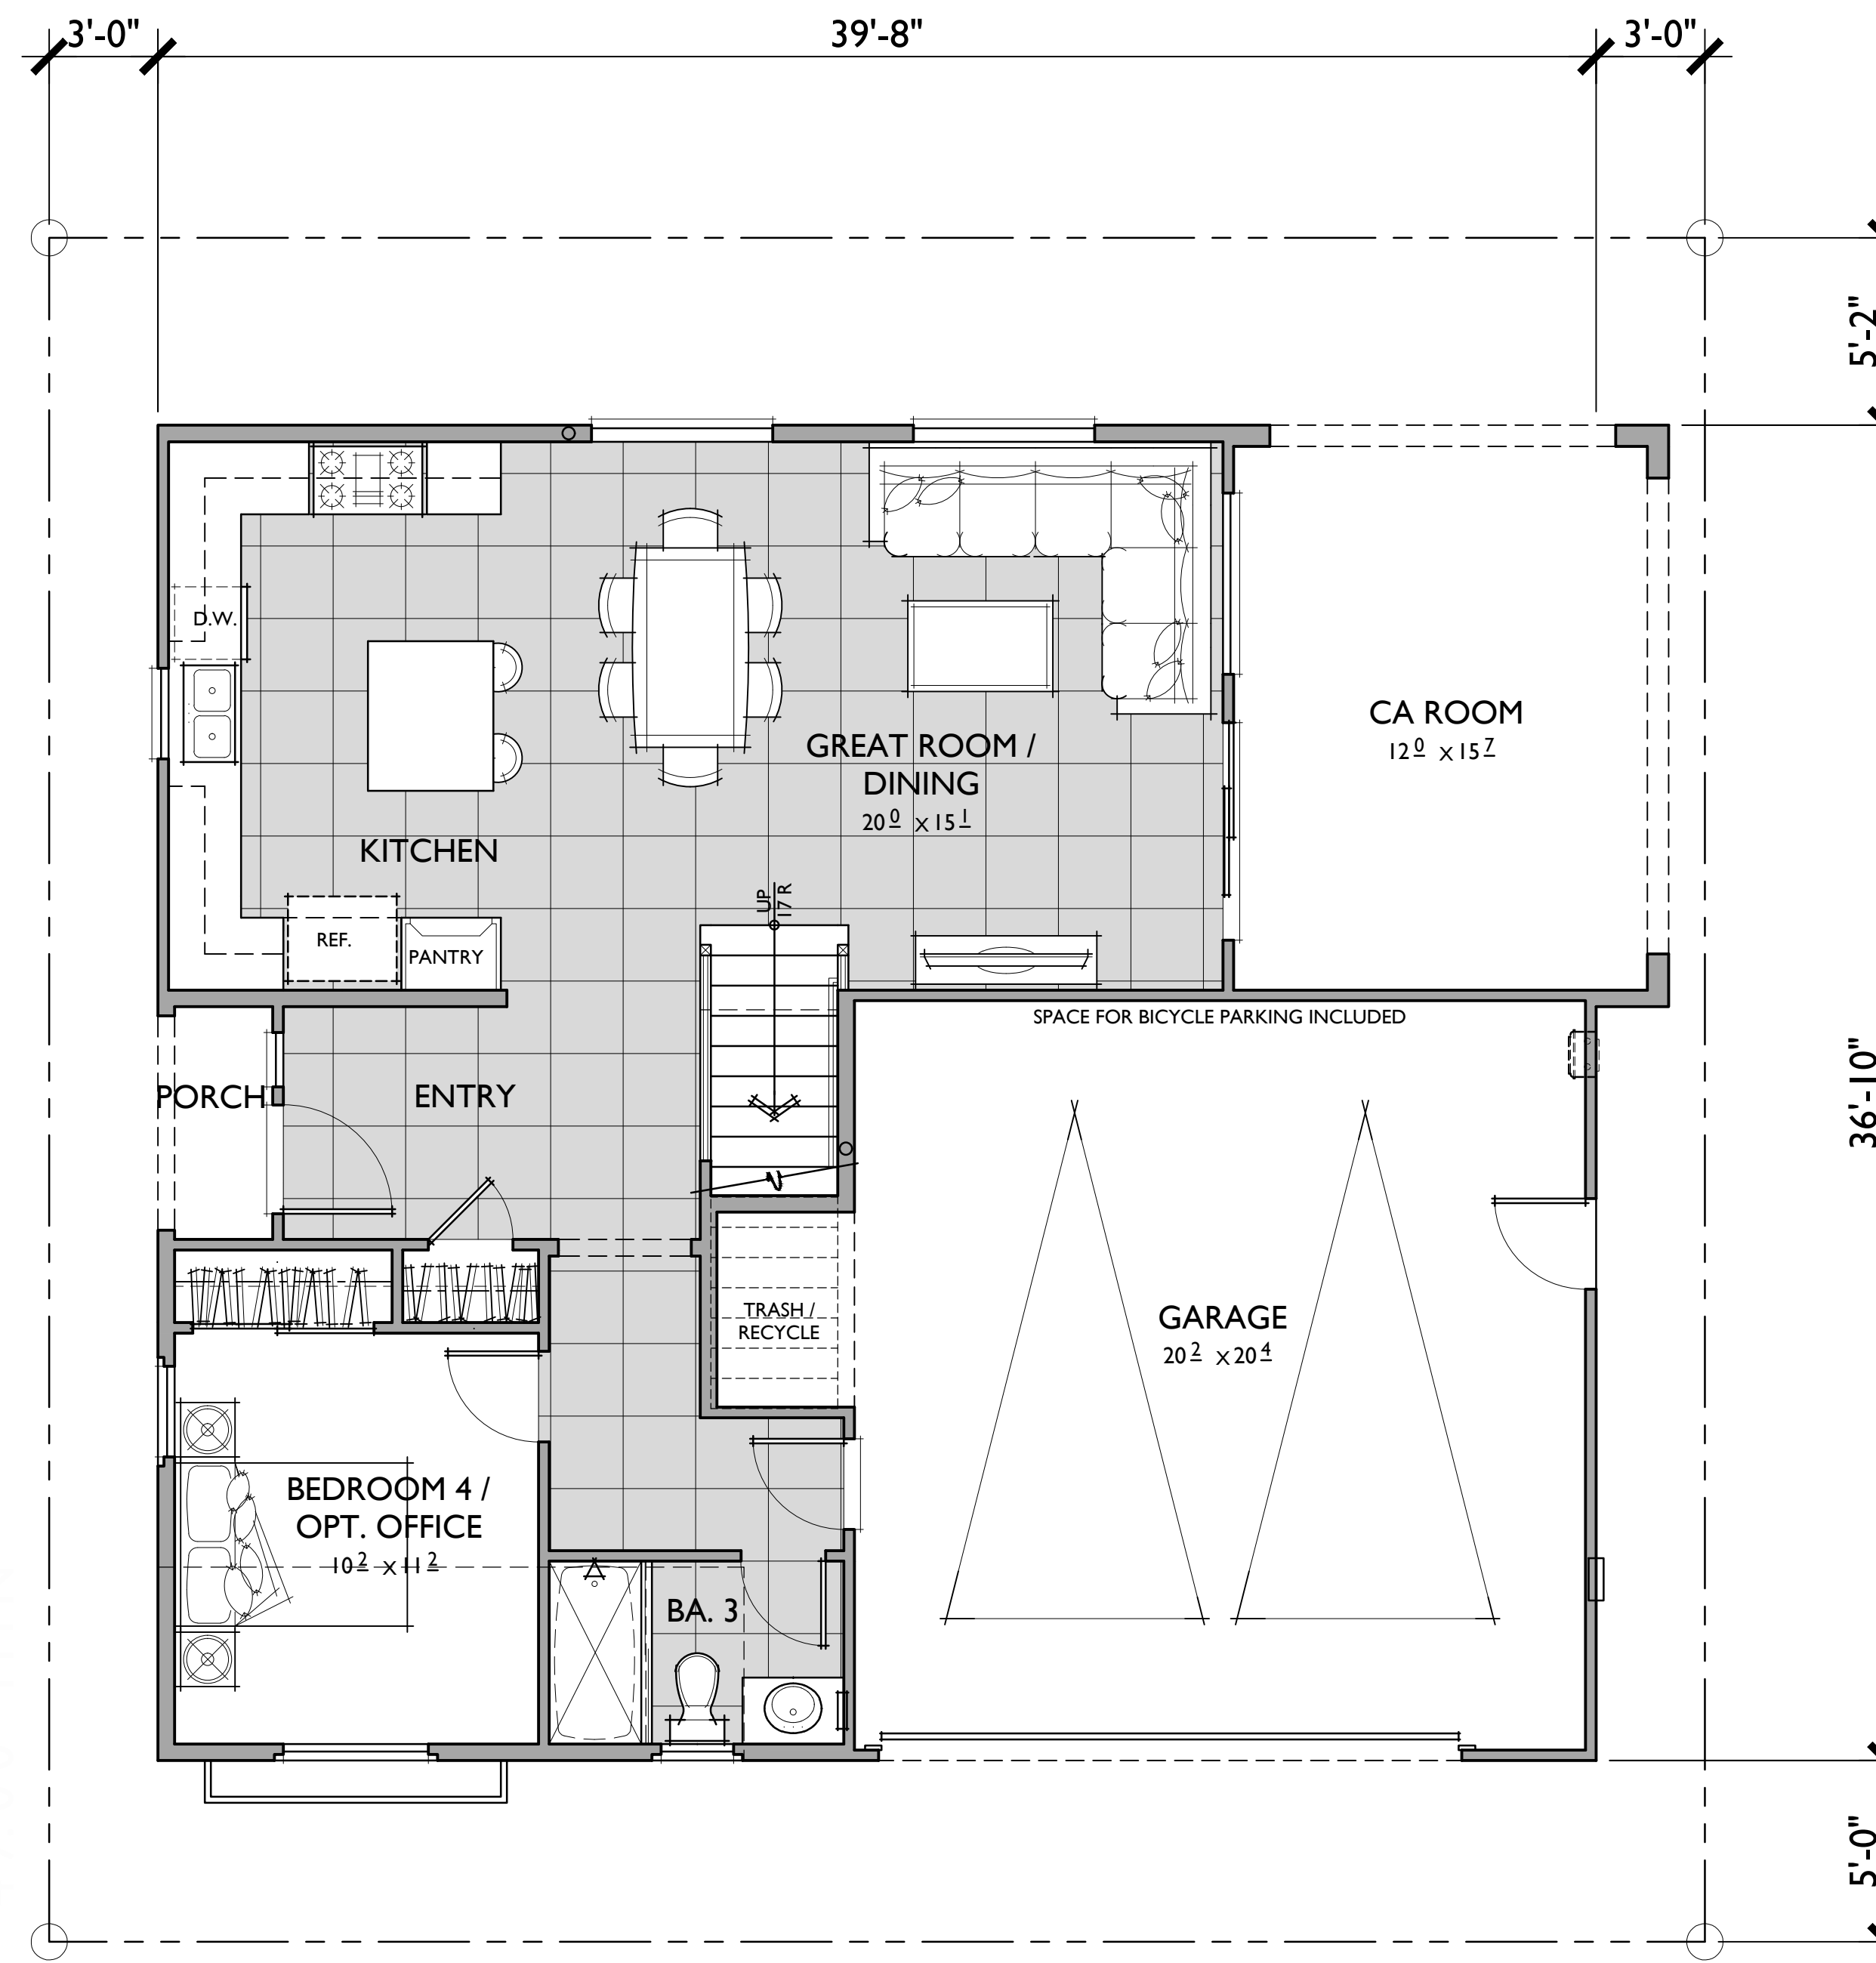 3'-0" 39'-8" 3'-0"
5'-2"
D.W.
CA ROOM
12 0 X 15 7
GREAT ROOM /
DINING
20 0 X 15 1
KITCHEN
UP
17 R
REF.
PANTRY
SPACE FOR BICYCLE PARKING INCLUDED
PORCH
ENTRY
36'-10"
TRASH /
RECYCLE
GARAGE
20 2 X 20 4
BEDROOM 4 /
OPT. OFFICE
10 2 X 11 2
BA. 3
5'-0"